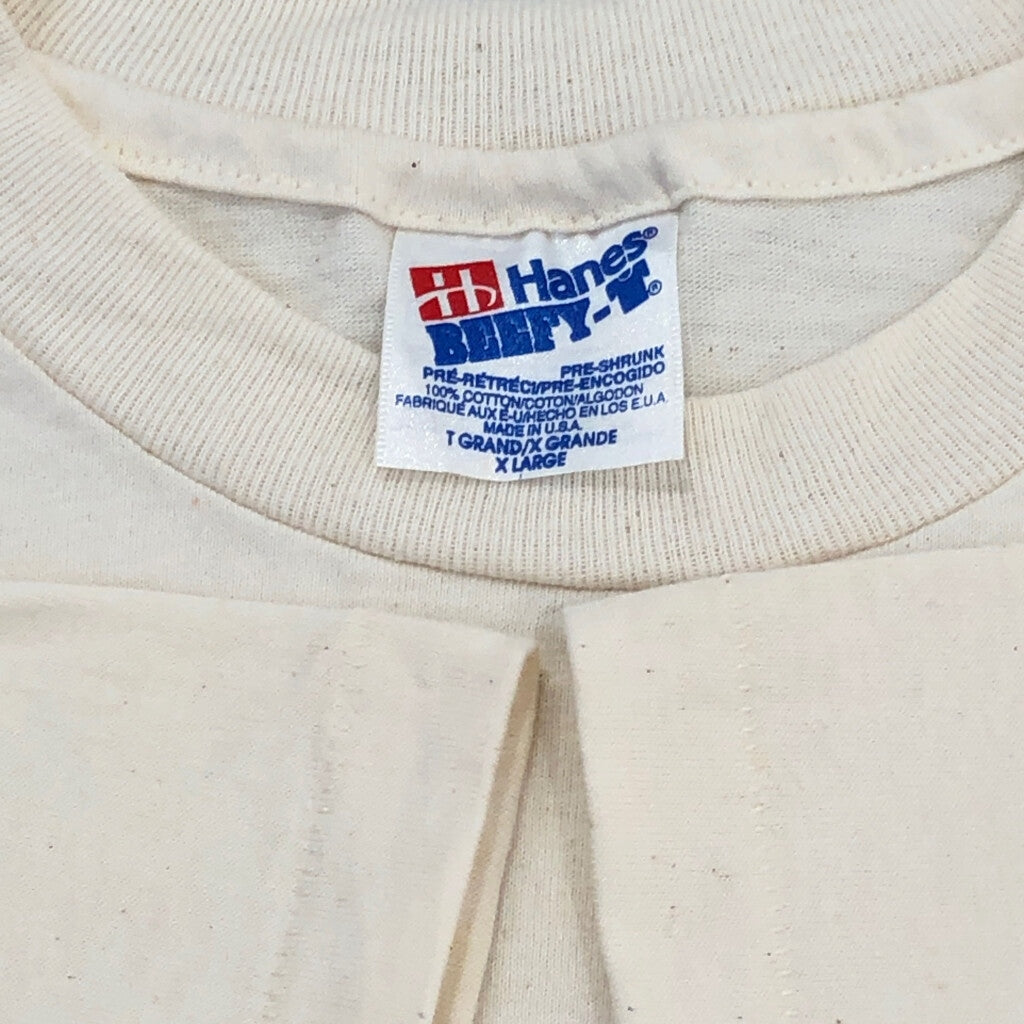 Hanes®
BEEFY-T®
PRE-SHRUNK
PRÉ-RÉTRÉCI/PRE-ENCOGIDO
100% COTTON/COTON/ALGODON
FABRIQUÉ AUX É-U/HECHO EN LOS E.U.A.
MADE IN U.S.A.
T GRAND/X GRANDE
X LARGE